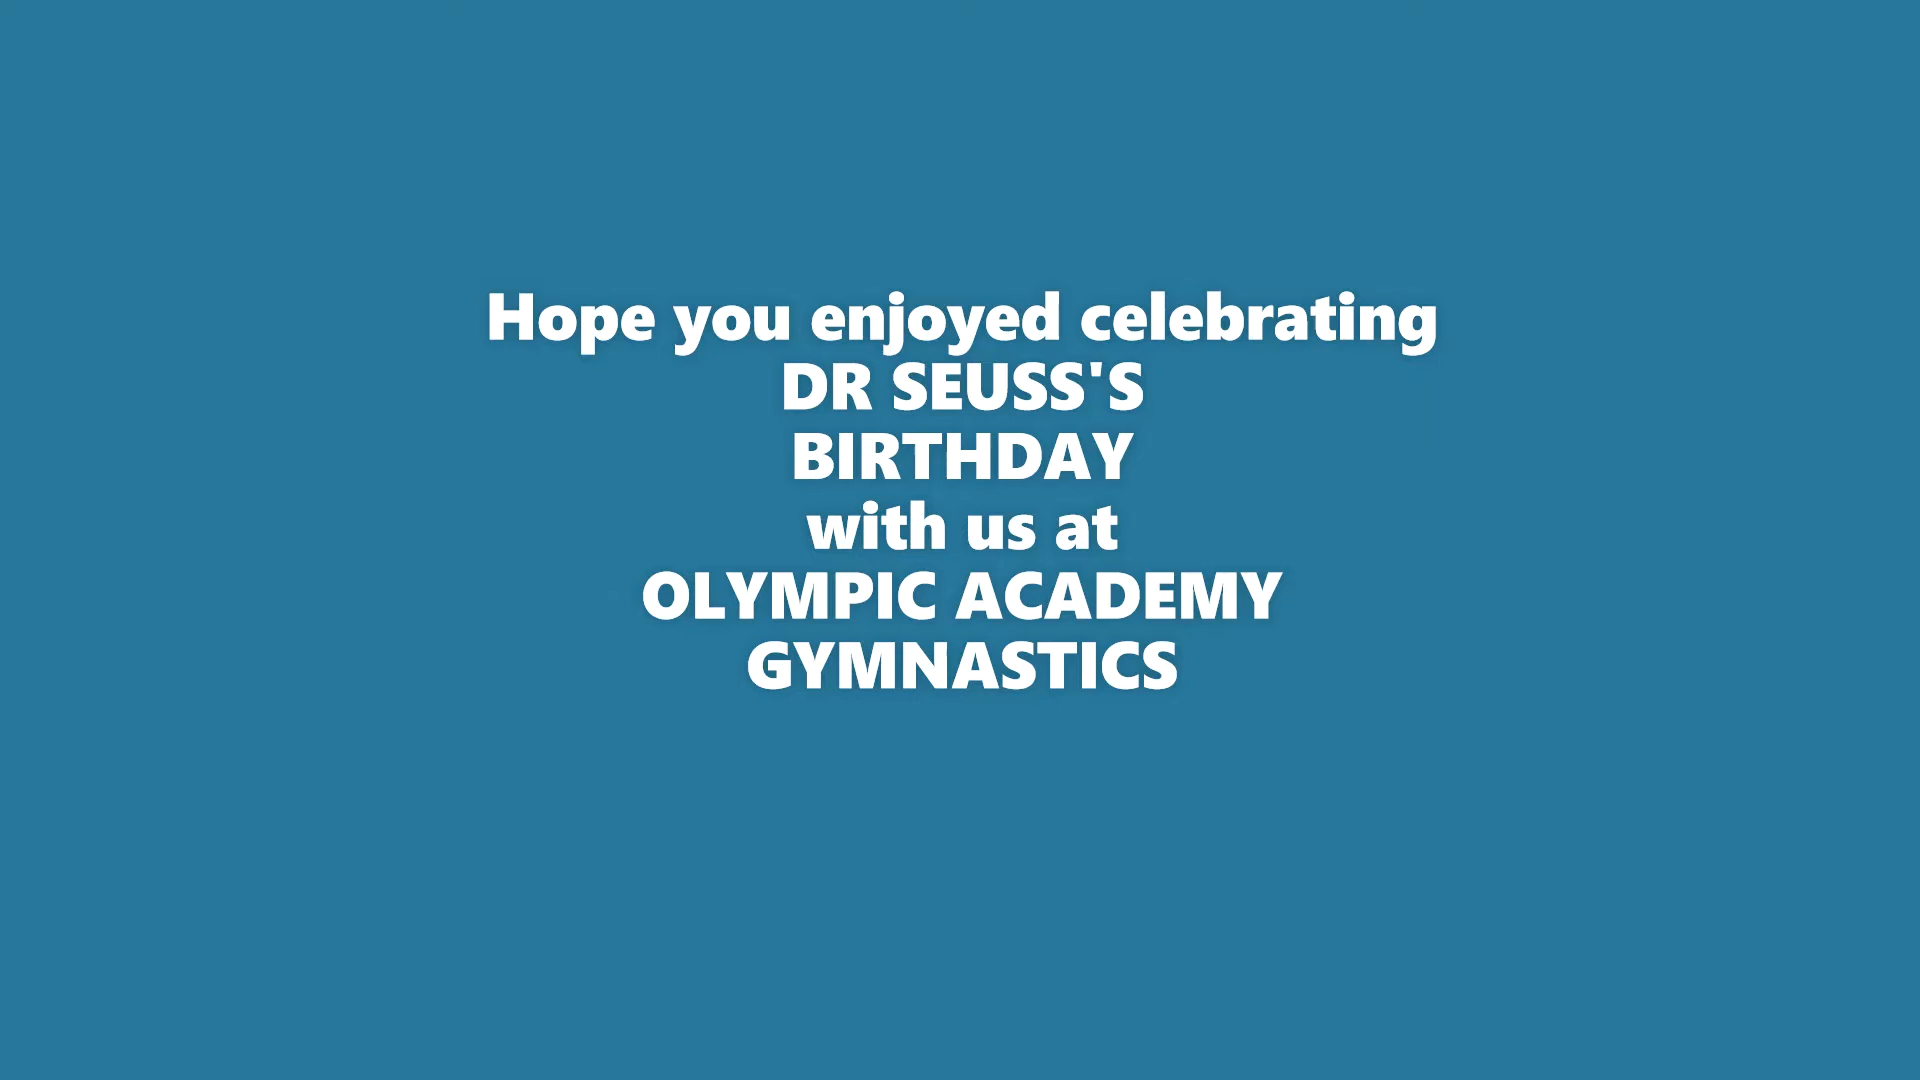 Hope you enjoyed celebrating
DR SEUSS'S
BIRTHDAY
with us at
OLYMPIC ACADEMY
GYMNASTICS